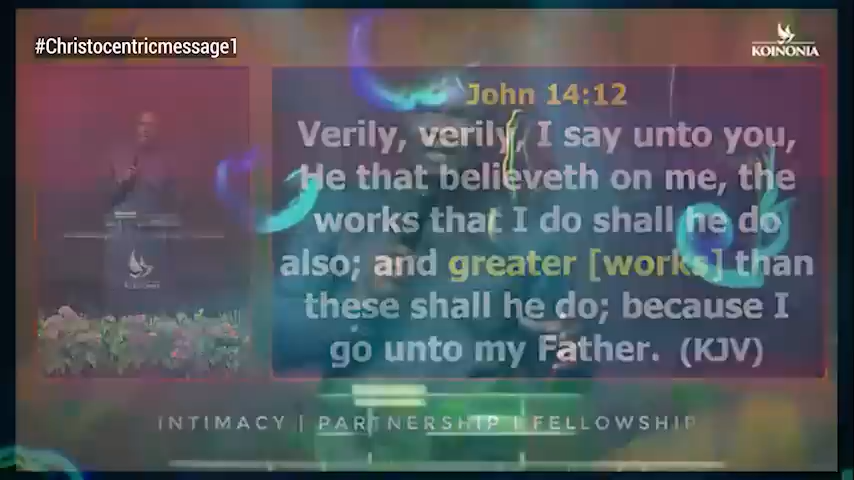 #Christocentricmessage1
KOINONIA
John 14:12
Verily, verily, I say unto you,
He that believeth on me, the
works that I do shall he do
also; and greater [works] than
these shall he do; because I
go unto my Father. (KJV)
INTIMACY | PARTNERSHIP | FELLOWSHIP